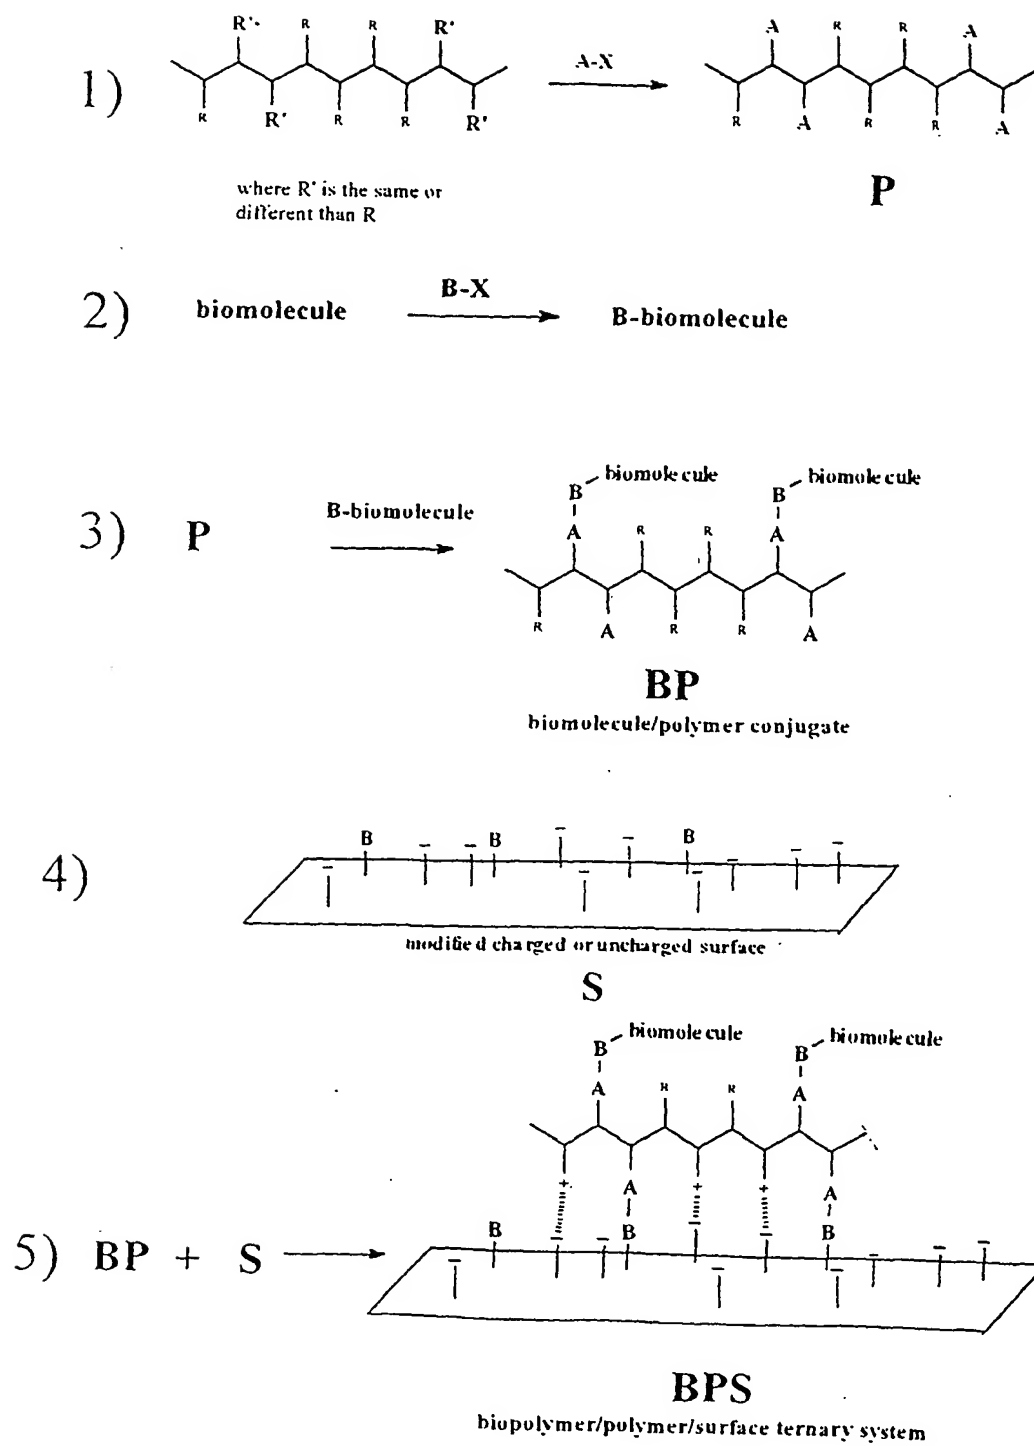 R' R R R'
1)
R R' R R R'
A-X
A R R A
R A R R A
where R' is the same or
different than R
P
2) biomolecule B-X B-biomolecule
B biomolecule B biomolecule
A R R A
3) P B-biomolecule
R A R R A
BP
biomolecule/polymer conjugate
4)
B – – B – – B – – –
– – –
modified charged or uncharged surface
S
B biomolecule B biomolecule
A R R A
+ A + + A
B – – B – – B – – –
– – –
5) BP + S
BPS
biopolymer/polymer/surface ternary system